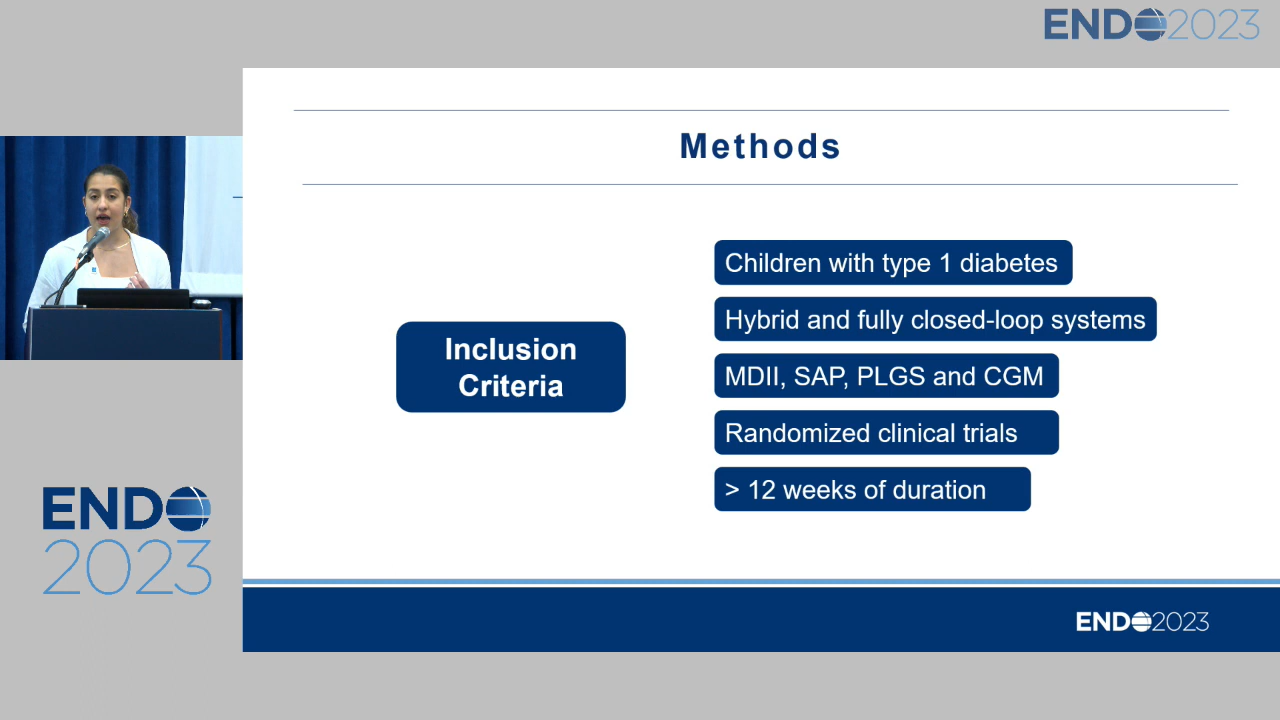 ENDO2023
Methods
Inclusion
Criteria
Children with type 1 diabetes
Hybrid and fully closed-loop systems
MDII, SAP, PLGS and CGM
Randomized clinical trials
> 12 weeks of duration
ENDO
2023
ENDO2023